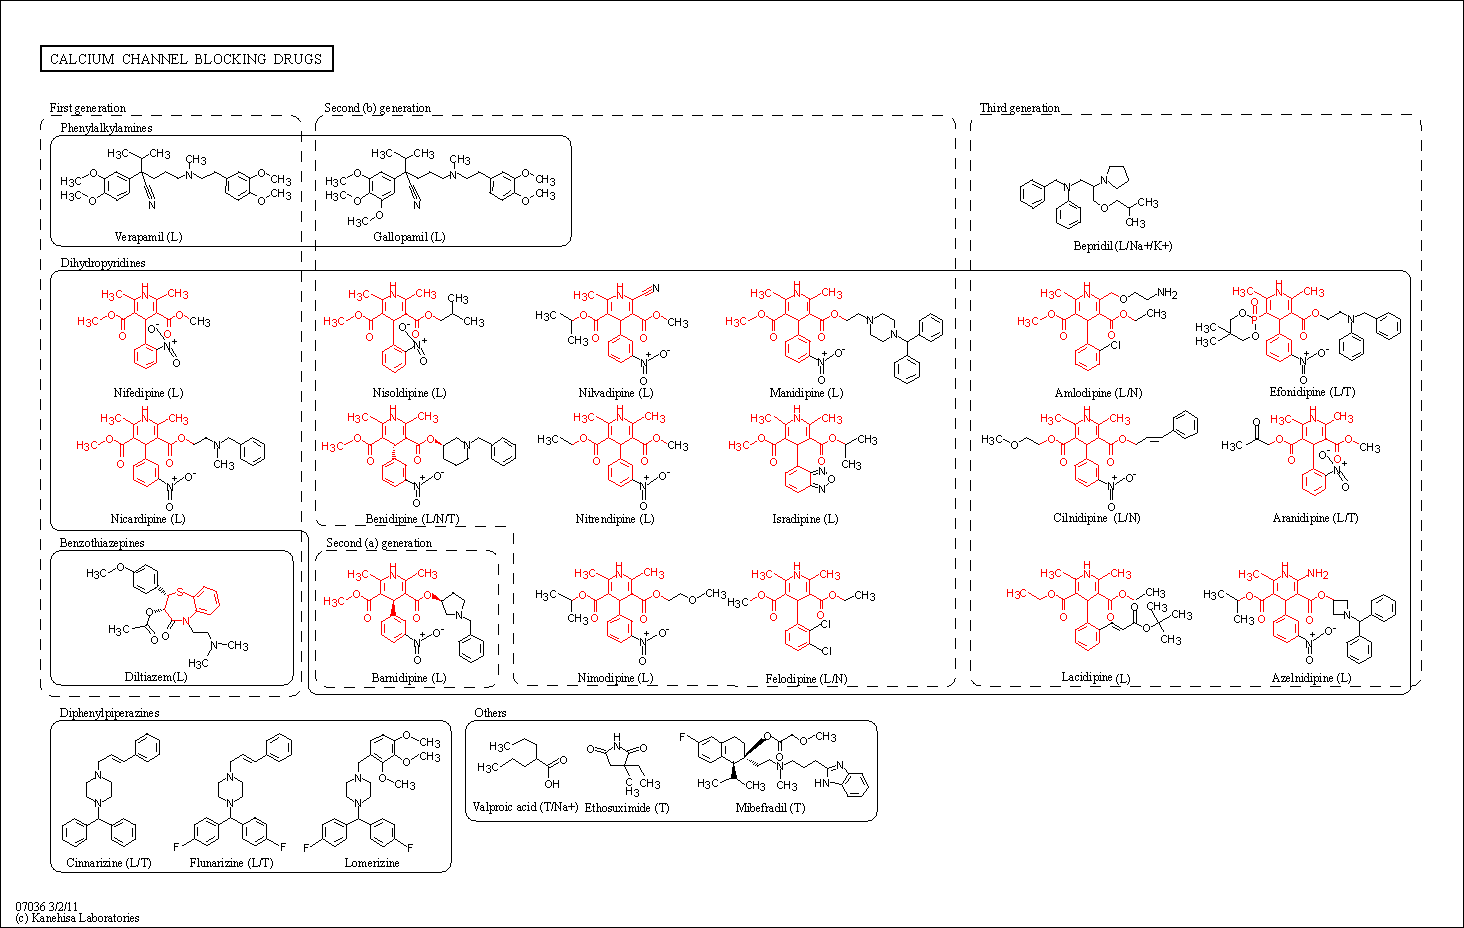 CALCIUM CHANNEL BLOCKING DRUGS
First generation
Second (b) generation
Third generation
Phenylalkylamines
Verapamil (L)
Gallopamil (L)
Bepridil (L/Na+/K+)
Dihydropyridines
Nifedipine (L)
Nisoldipine (L)
Nilvadipine (L)
Manidipine (L)
Amlodipine (L/N)
Efonidipine (L/T)
Nicardipine (L)
Benidipine (L/N/T)
Nitrendipine (L)
Isradipine (L)
Cilnidipine (L/N)
Aranidipine (L/T)
Benzothiazepines
Second (a) generation
Diltiazem(L)
Barnidipine (L)
Nimodipine (L)
Felodipine (L/N)
Lacidipine (L)
Azelnidipine (L)
Diphenylpiperazines
Others
Cinnarizine (L/T)
Flunarizine (L/T)
Lomerizine
Valproic acid (T/Na+)
Ethosuximide (T)
Mibefradil (T)
07036 3/2/11
(c) Kanehisa Laboratories